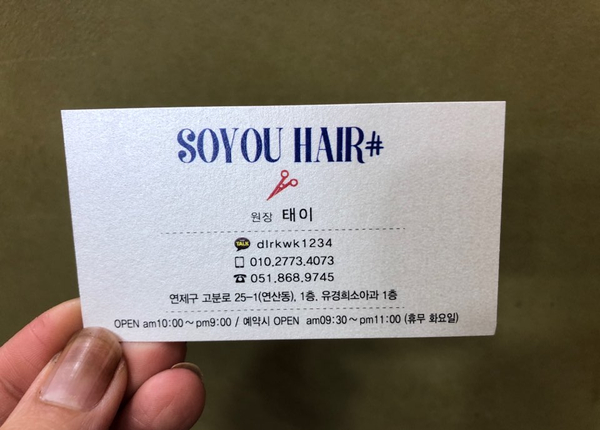 SOYOU HAIR#
원장 태이
TALK dlrkwk1234
010.2773.4073
051.868.9745
연제구 고분로 25-1(연산동), 1층. 유경희소아과 1층
OPEN am10:00~pm9:00 / 예약시 OPEN am09:30~pm11:00 (휴무 화요일)